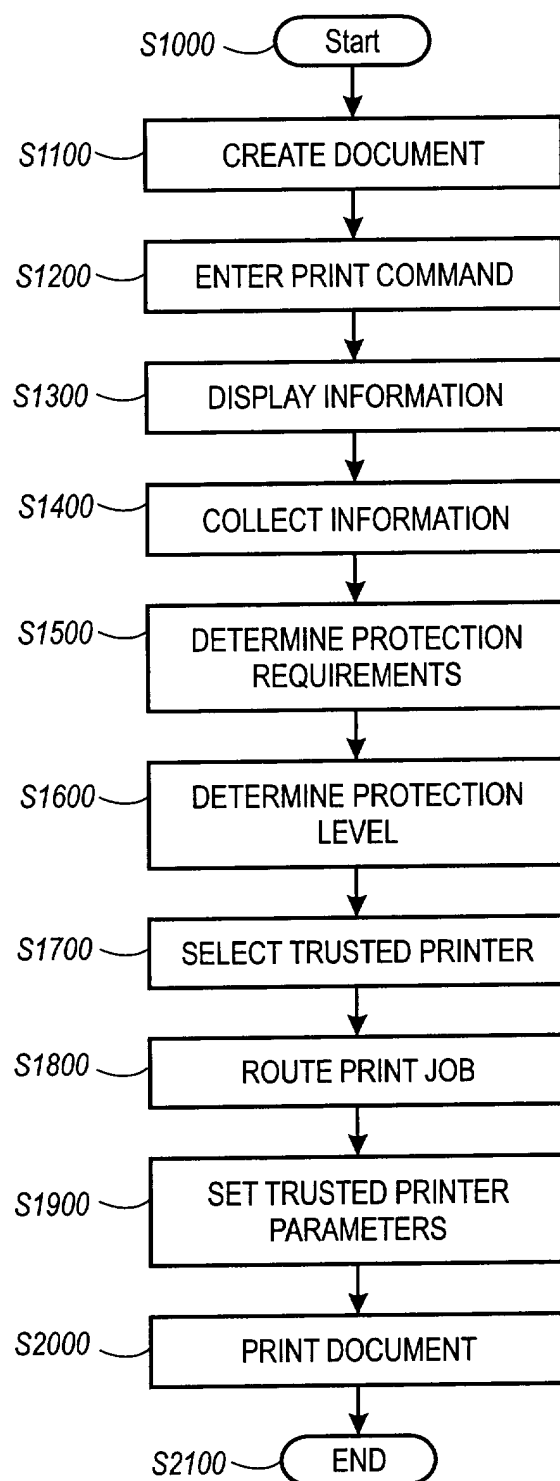 S1000 Start
S1100 CREATE DOCUMENT
S1200 ENTER PRINT COMMAND
S1300 DISPLAY INFORMATION
S1400 COLLECT INFORMATION
S1500 DETERMINE PROTECTION
REQUIREMENTS
S1600 DETERMINE PROTECTION
LEVEL
S1700 SELECT TRUSTED PRINTER
S1800 ROUTE PRINT JOB
S1900 SET TRUSTED PRINTER
PARAMETERS
S2000 PRINT DOCUMENT
S2100 END